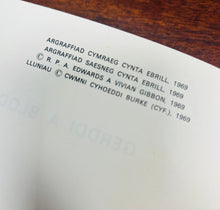 ARGRAFFIAD CYMRAEG CYNTA EBRILL, 1969
ARGRAFFIAD SAESNEG CYNTA EBRILL, 1969
© R. P. A. EDWARDS A VIVIAN GIBBON, 1969
LLUNIAU © CWMNI CYHOEDDI BURKE (CYF.), 1969